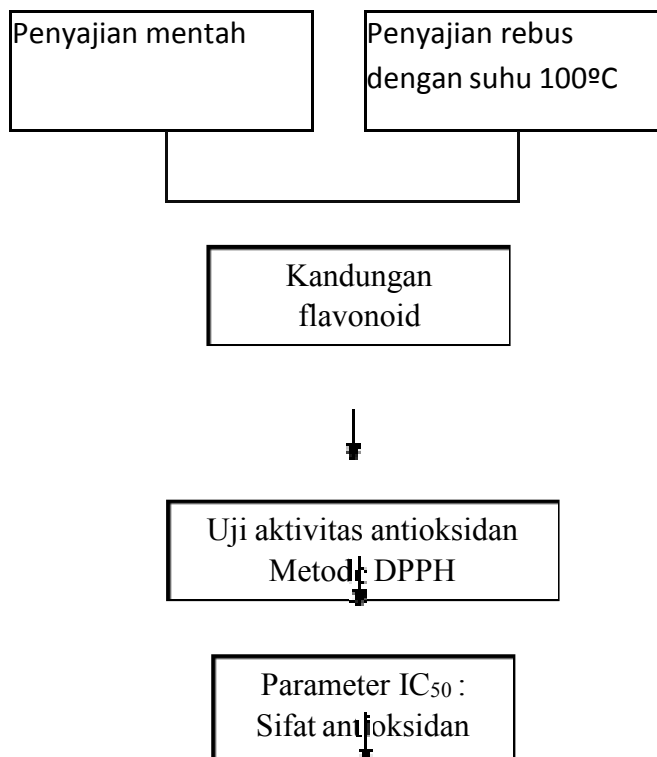 Penyajian mentah
Penyajian rebus
dengan suhu 100ºC
Kandungan
flavonoid
Uji aktivitas antioksidan
Metode DPPH
Parameter IC₅₀ :
Sifat antioksidan